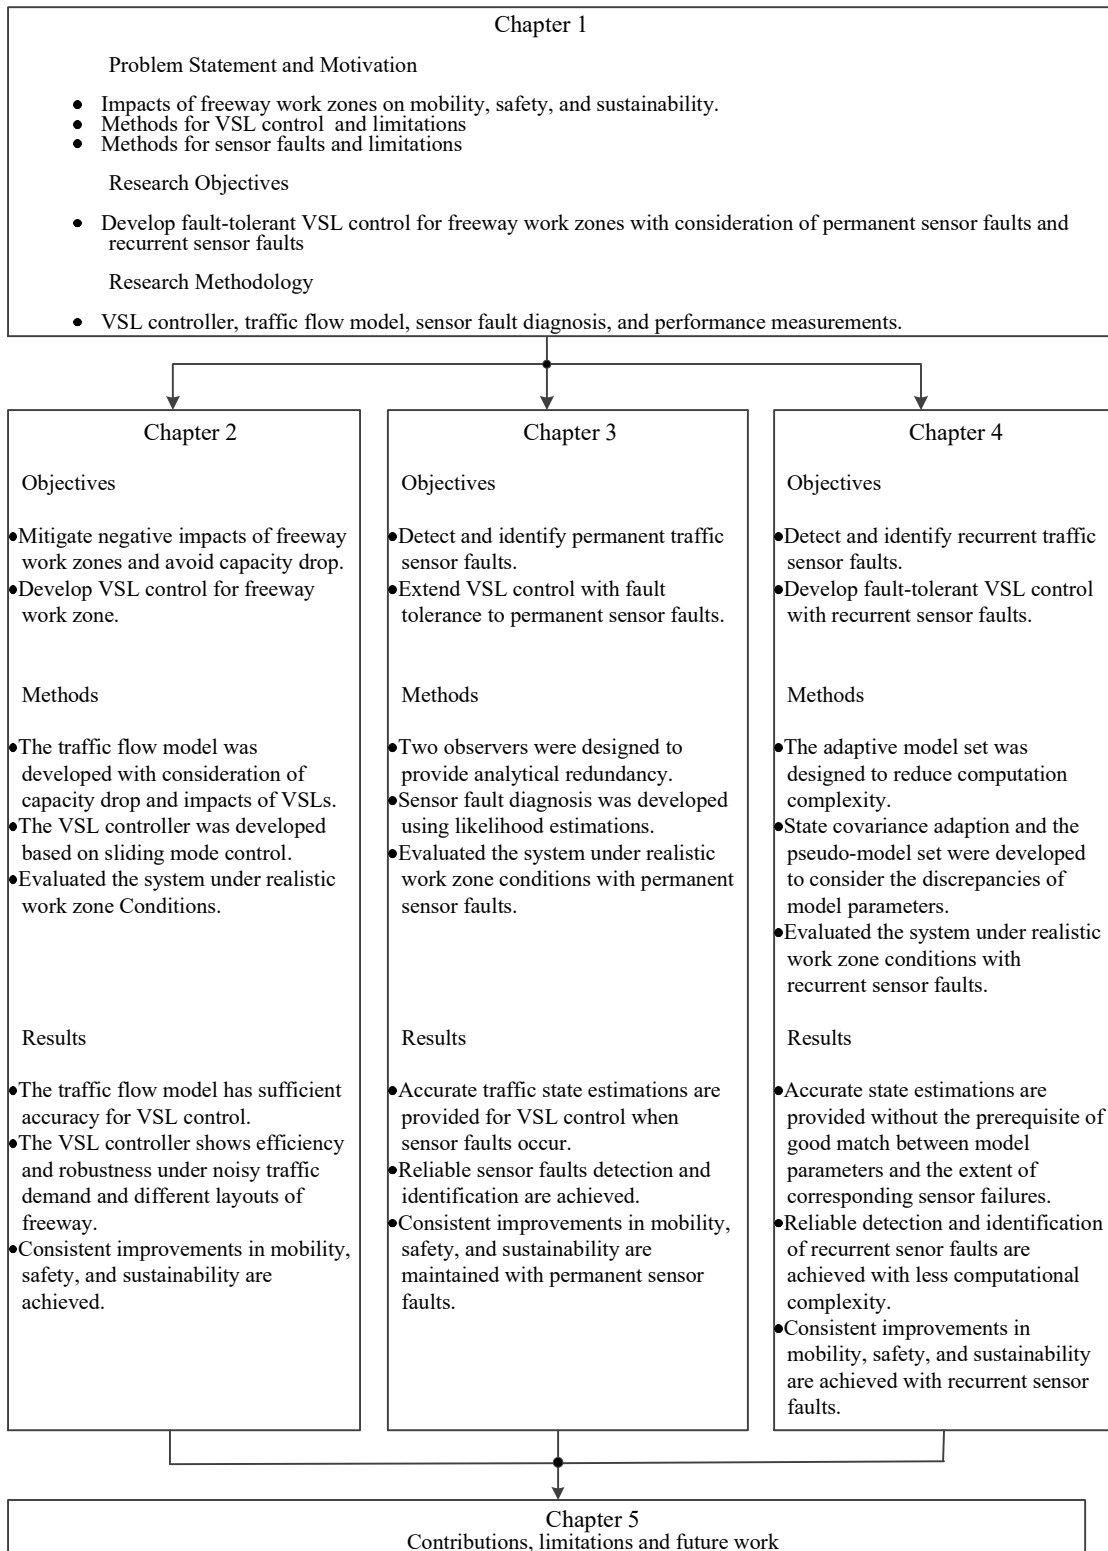 Chapter 1
Problem Statement and Motivation
● Impacts of freeway work zones on mobility, safety, and sustainability.
● Methods for VSL control and limitations
● Methods for sensor faults and limitations
Research Objectives
● Develop fault-tolerant VSL control for freeway work zones with consideration of permanent sensor faults and
recurrent sensor faults
Research Methodology
● VSL controller, traffic flow model, sensor fault diagnosis, and performance measurements.
Chapter 2
Objectives
●Mitigate negative impacts of freeway
work zones and avoid capacity drop.
●Develop VSL control for freeway
work zone.
Methods
●The traffic flow model was
developed with consideration of
capacity drop and impacts of VSLs.
●The VSL controller was developed
based on sliding mode control.
●Evaluated the system under realistic
work zone Conditions.
Results
●The traffic flow model has sufficient
accuracy for VSL control.
●The VSL controller shows efficiency
and robustness under noisy traffic
demand and different layouts of
freeway.
●Consistent improvements in mobility,
safety, and sustainability are
achieved.
Chapter 3
Objectives
●Detect and identify permanent traffic
sensor faults.
●Extend VSL control with fault
tolerance to permanent sensor faults.
Methods
●Two observers were designed to
provide analytical redundancy.
●Sensor fault diagnosis was developed
using likelihood estimations.
●Evaluated the system under realistic
work zone conditions with permanent
sensor faults.
Results
●Accurate traffic state estimations are
provided for VSL control when
sensor faults occur.
●Reliable sensor faults detection and
identification are achieved.
●Consistent improvements in mobility,
safety, and sustainability are
maintained with permanent sensor
faults.
Chapter 4
Objectives
●Detect and identify recurrent traffic
sensor faults.
●Develop fault-tolerant VSL control
with recurrent sensor faults.
Methods
●The adaptive model set was
designed to reduce computation
complexity.
●State covariance adaption and the
pseudo-model set were developed
to consider the discrepancies of
model parameters.
●Evaluated the system under realistic
work zone conditions with
recurrent sensor faults.
Results
●Accurate state estimations are
provided without the prerequisite of
good match between model
parameters and the extent of
corresponding sensor failures.
●Reliable detection and identification
of recurrent senor faults are
achieved with less computational
complexity.
●Consistent improvements in
mobility, safety, and sustainability
are achieved with recurrent sensor
faults.
Chapter 5
Contributions, limitations and future work